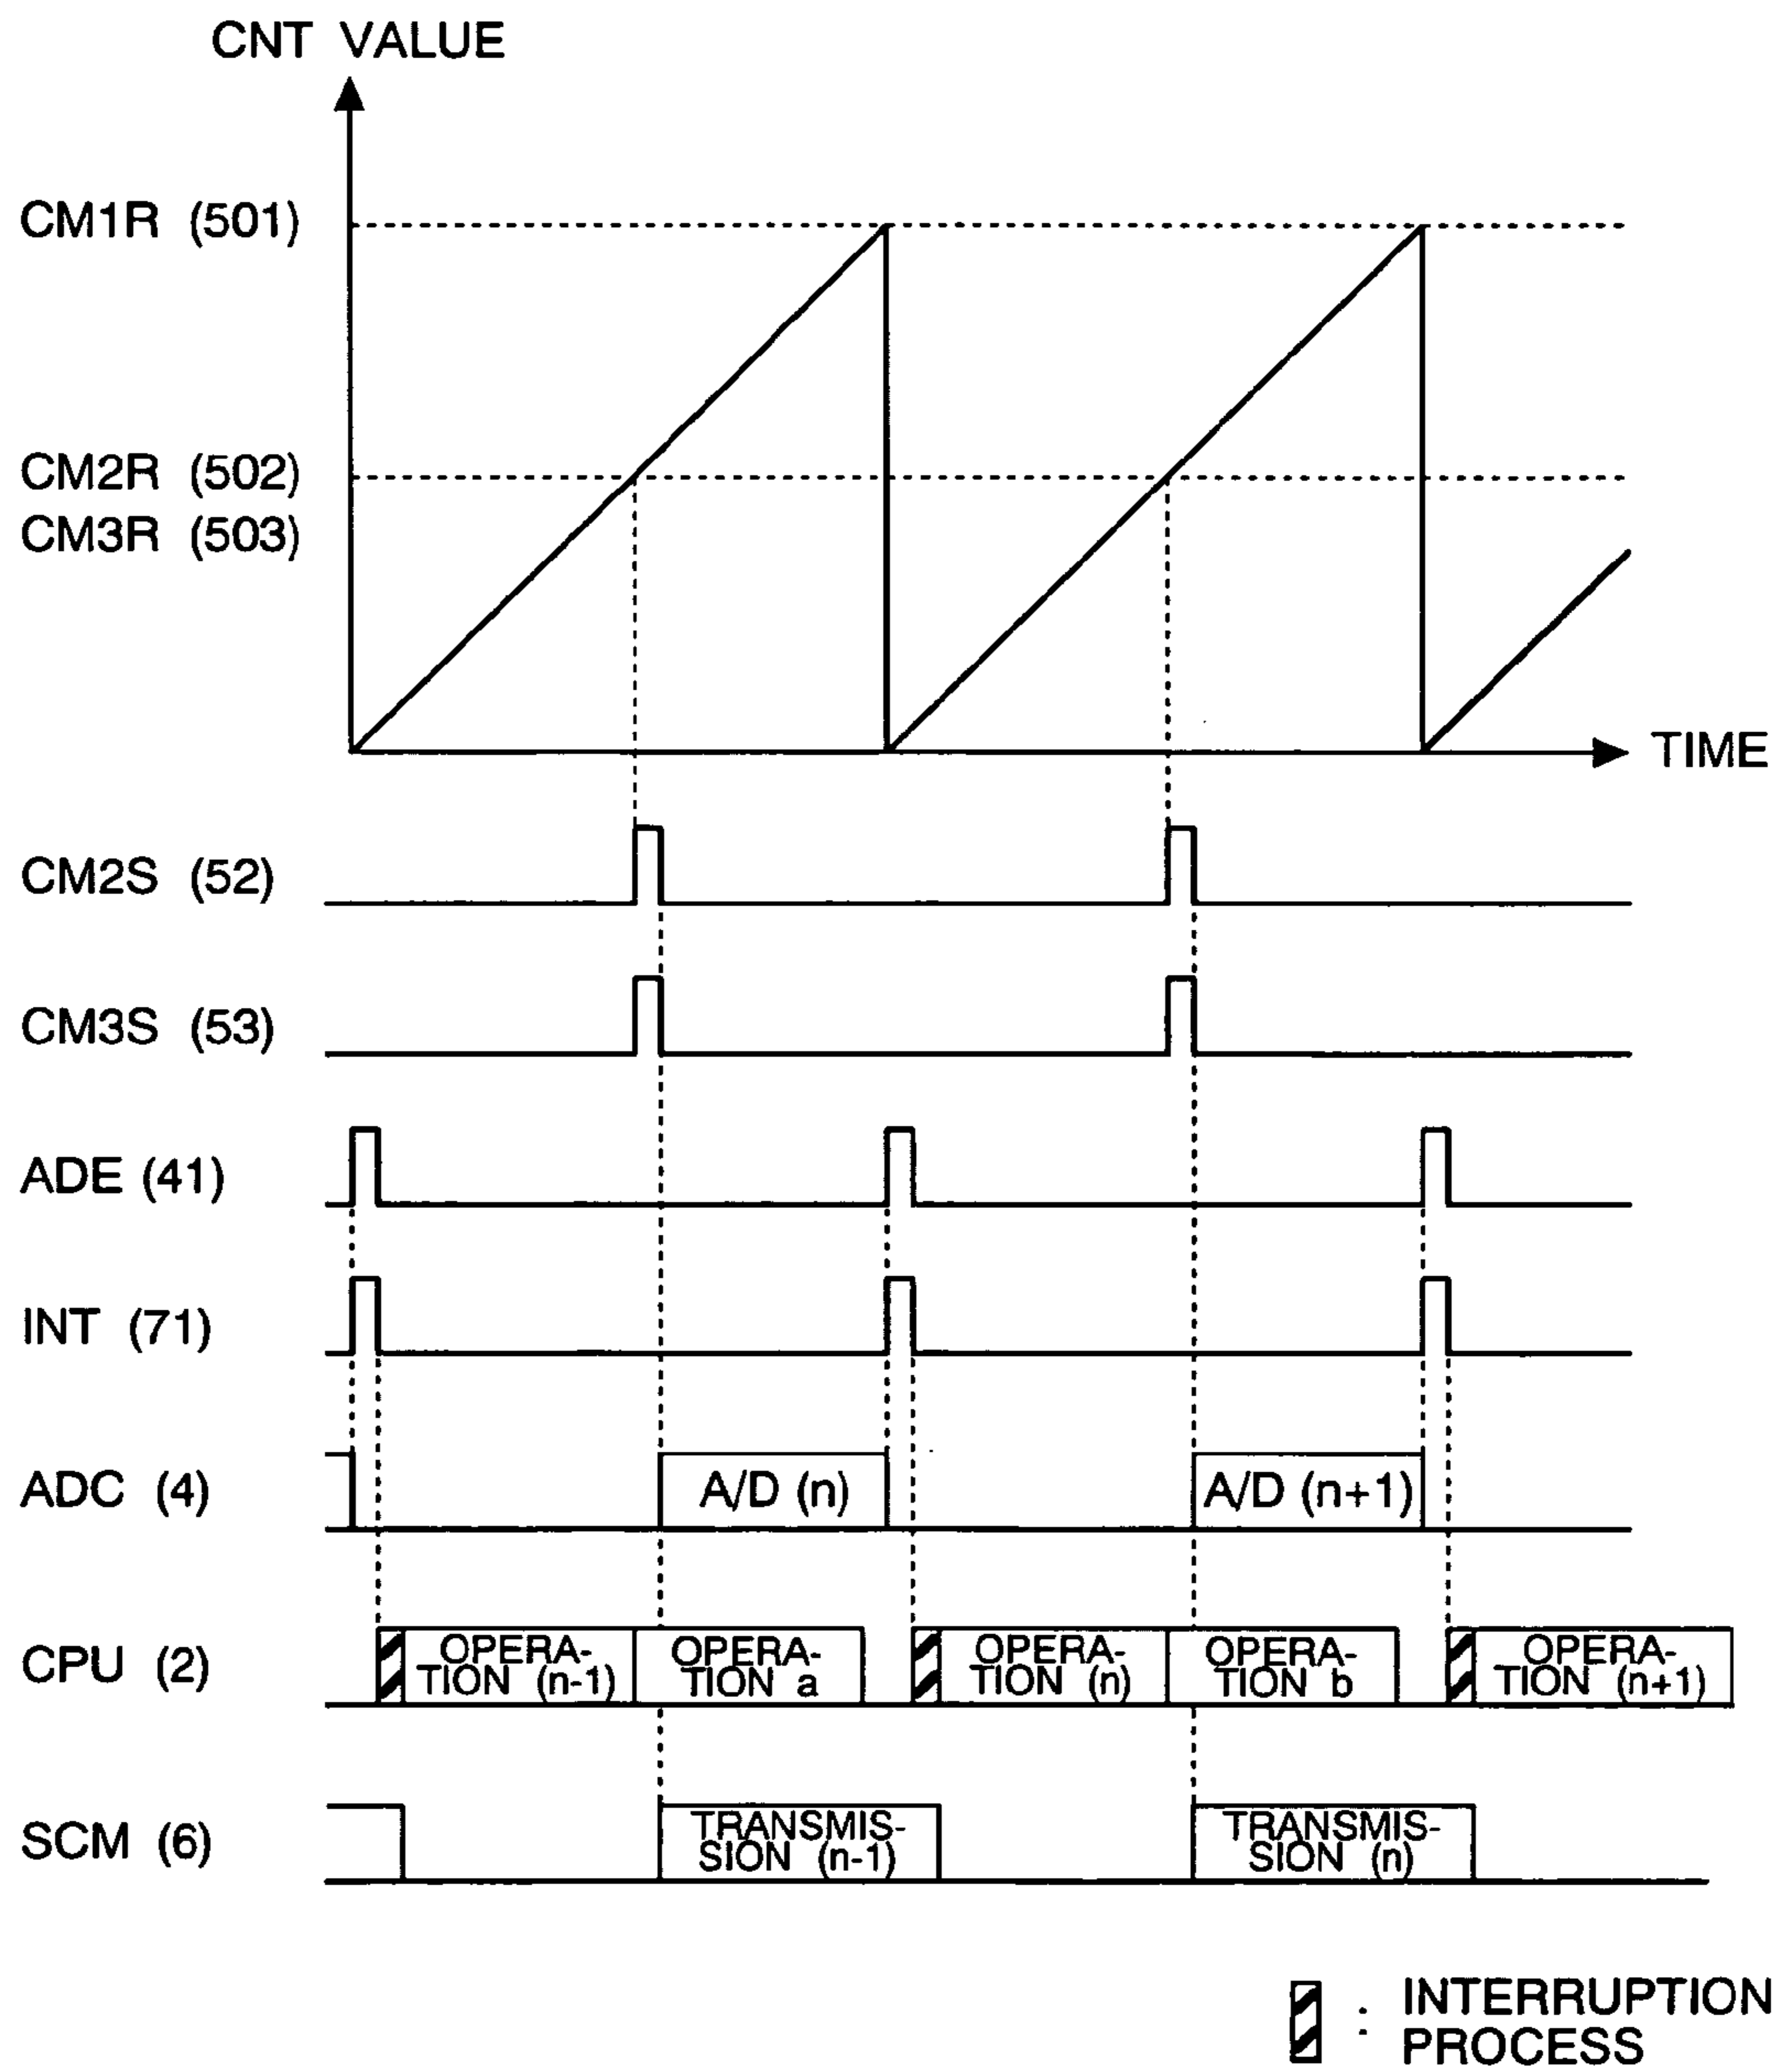 CNT VALUE
CM1R (501)
CM2R (502)
CM3R (503)
TIME
CM2S (52)
CM3S (53)
ADE (41)
INT (71)
ADC (4)
A/D (n)
A/D (n+1)
CPU (2)
OPERA-
TION (n-1)
OPERA-
TION a
OPERA-
TION (n)
OPERA-
TION b
OPERA-
TION (n+1)
SCM (6)
TRANSMIS-
SION (n-1)
TRANSMIS-
SION (n)
: INTERRUPTION
PROCESS